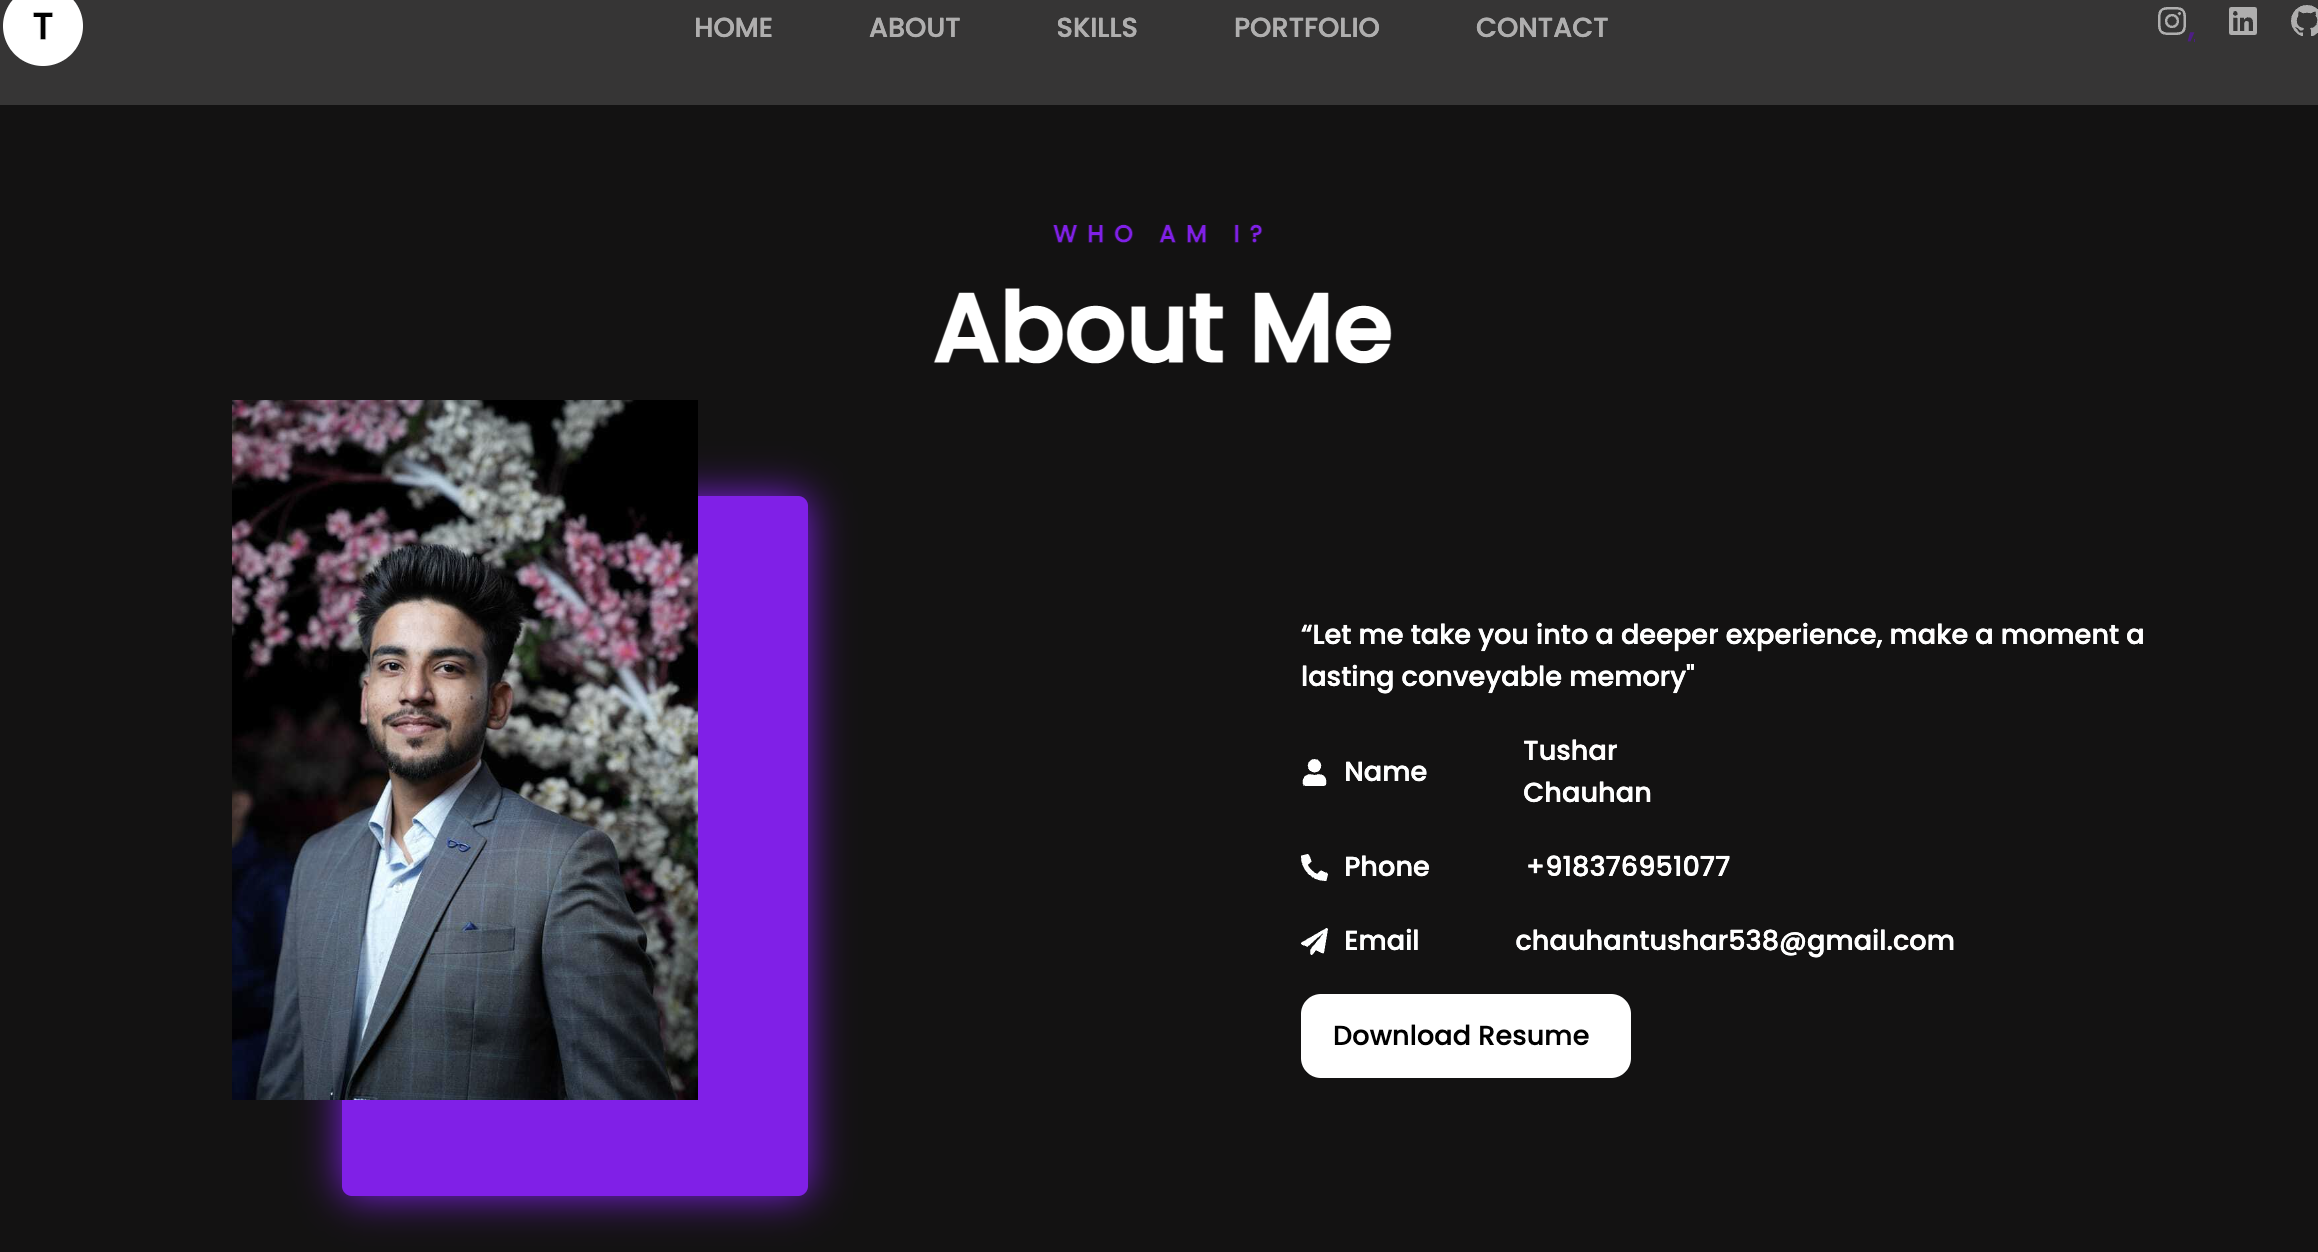 T
HOME ABOUT SKILLS PORTFOLIO CONTACT
WHO AM I?
About Me
“Let me take you into a deeper experience, make a moment a
lasting conveyable memory"
Name Tushar
Chauhan
Phone +918376951077
Email chauhantushar538@gmail.com
Download Resume